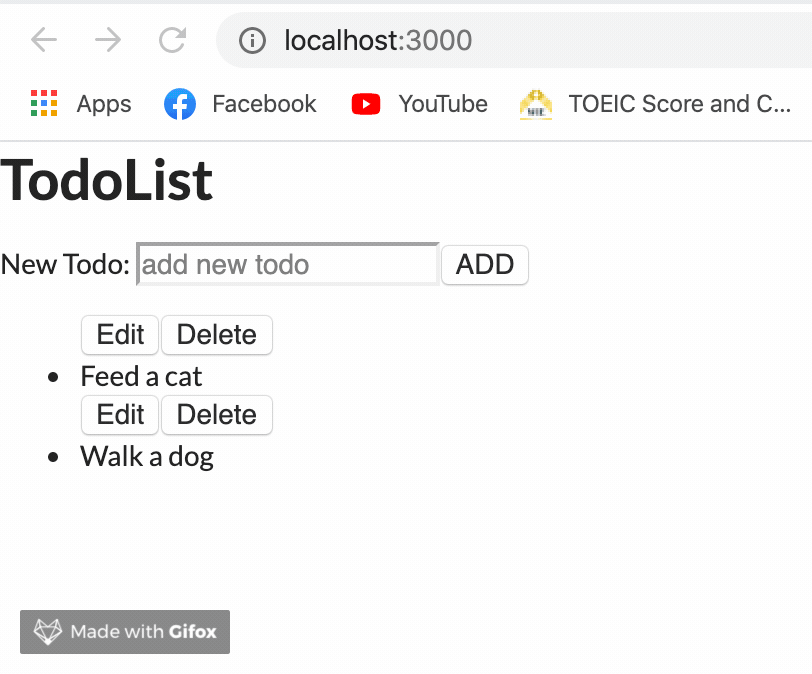 localhost:3000
Apps Facebook YouTube TOEIC Score and C...
TodoList
New Todo: add new todo ADD
Edit Delete
• Feed a cat
Edit Delete
• Walk a dog
Made with Gifox